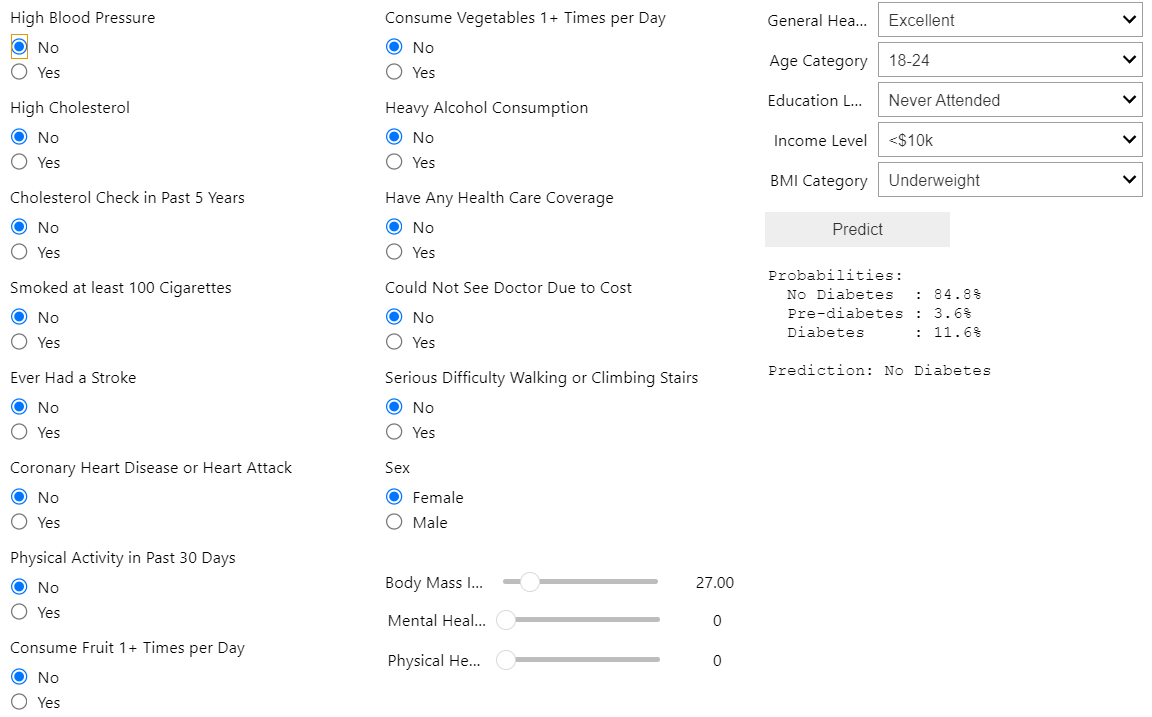 High Blood Pressure
No
Yes
High Cholesterol
No
Yes
Cholesterol Check in Past 5 Years
No
Yes
Smoked at least 100 Cigarettes
No
Yes
Ever Had a Stroke
No
Yes
Coronary Heart Disease or Heart Attack
No
Yes
Physical Activity in Past 30 Days
No
Yes
Consume Fruit 1+ Times per Day
No
Yes
Consume Vegetables 1+ Times per Day
No
Yes
Heavy Alcohol Consumption
No
Yes
Have Any Health Care Coverage
No
Yes
Could Not See Doctor Due to Cost
No
Yes
Serious Difficulty Walking or Climbing Stairs
No
Yes
Sex
Female
Male
Body Mass I... 27.00
Mental Heal... 0
Physical He... 0
General Hea... Excellent
Age Category 18-24
Education L... Never Attended
Income Level <$10k
BMI Category Underweight
Predict
Probabilities:
No Diabetes : 84.8%
Pre-diabetes : 3.6%
Diabetes : 11.6%
Prediction: No Diabetes